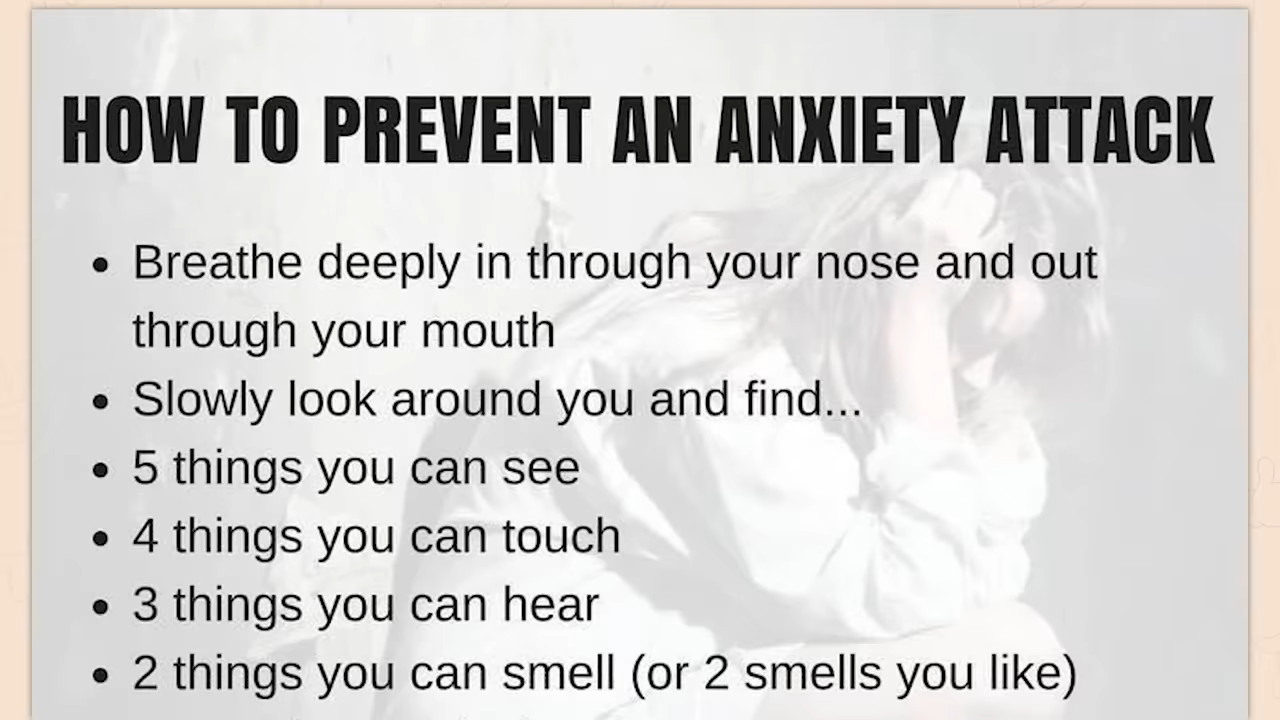 HOW TO PREVENT AN ANXIETY ATTACK
• Breathe deeply in through your nose and out
through your mouth
• Slowly look around you and find...
• 5 things you can see
• 4 things you can touch
• 3 things you can hear
• 2 things you can smell (or 2 smells you like)